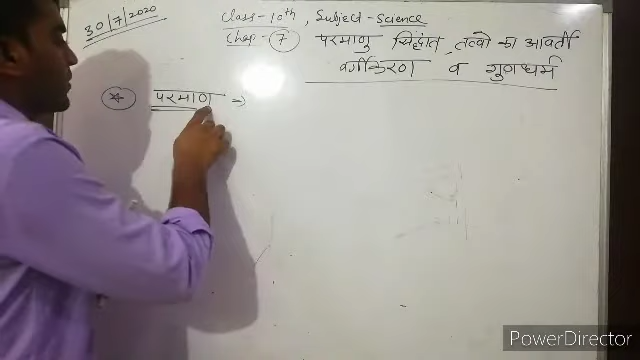 30/7/2020
Class-10th, Subject-Science
Chap-7 परमाणु सिद्धांत, तत्वो का आवर्ती
वर्गीकरण व गुणधर्म
* परमाणु =>
PowerDirector